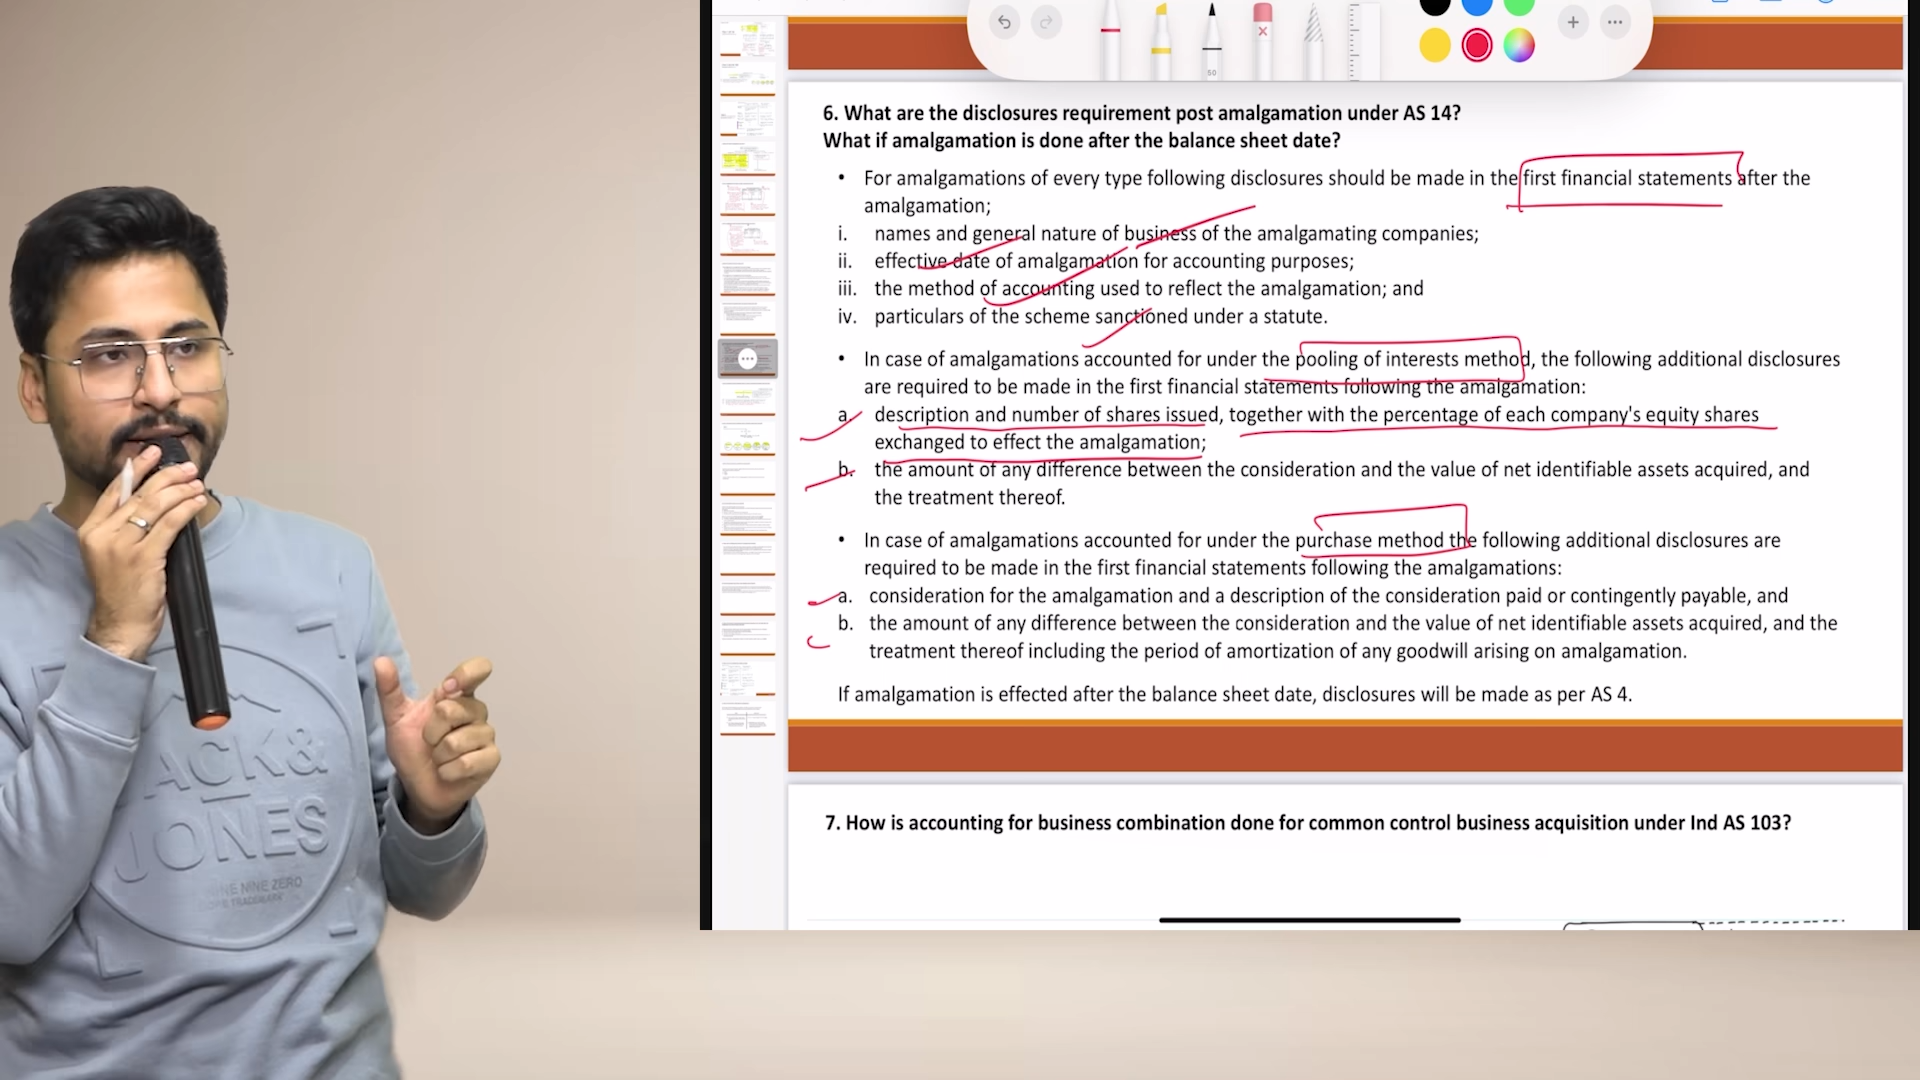 50
6. What are the disclosures requirement post amalgamation under AS 14?
What if amalgamation is done after the balance sheet date?
• For amalgamations of every type following disclosures should be made in the first financial statements after the
amalgamation;
i. names and general nature of business of the amalgamating companies;
ii. effective date of amalgamation for accounting purposes;
iii. the method of accounting used to reflect the amalgamation; and
iv. particulars of the scheme sanctioned under a statute.
• In case of amalgamations accounted for under the pooling of interests method, the following additional disclosures
are required to be made in the first financial statements following the amalgamation:
a. description and number of shares issued, together with the percentage of each company's equity shares
exchanged to effect the amalgamation;
b. the amount of any difference between the consideration and the value of net identifiable assets acquired, and
the treatment thereof.
• In case of amalgamations accounted for under the purchase method the following additional disclosures are
required to be made in the first financial statements following the amalgamations:
a. consideration for the amalgamation and a description of the consideration paid or contingently payable, and
b. the amount of any difference between the consideration and the value of net identifiable assets acquired, and the
treatment thereof including the period of amortization of any goodwill arising on amalgamation.
If amalgamation is effected after the balance sheet date, disclosures will be made as per AS 4.
7. How is accounting for business combination done for common control business acquisition under Ind AS 103?
JACK&
JONES
NINE NINE ZERO